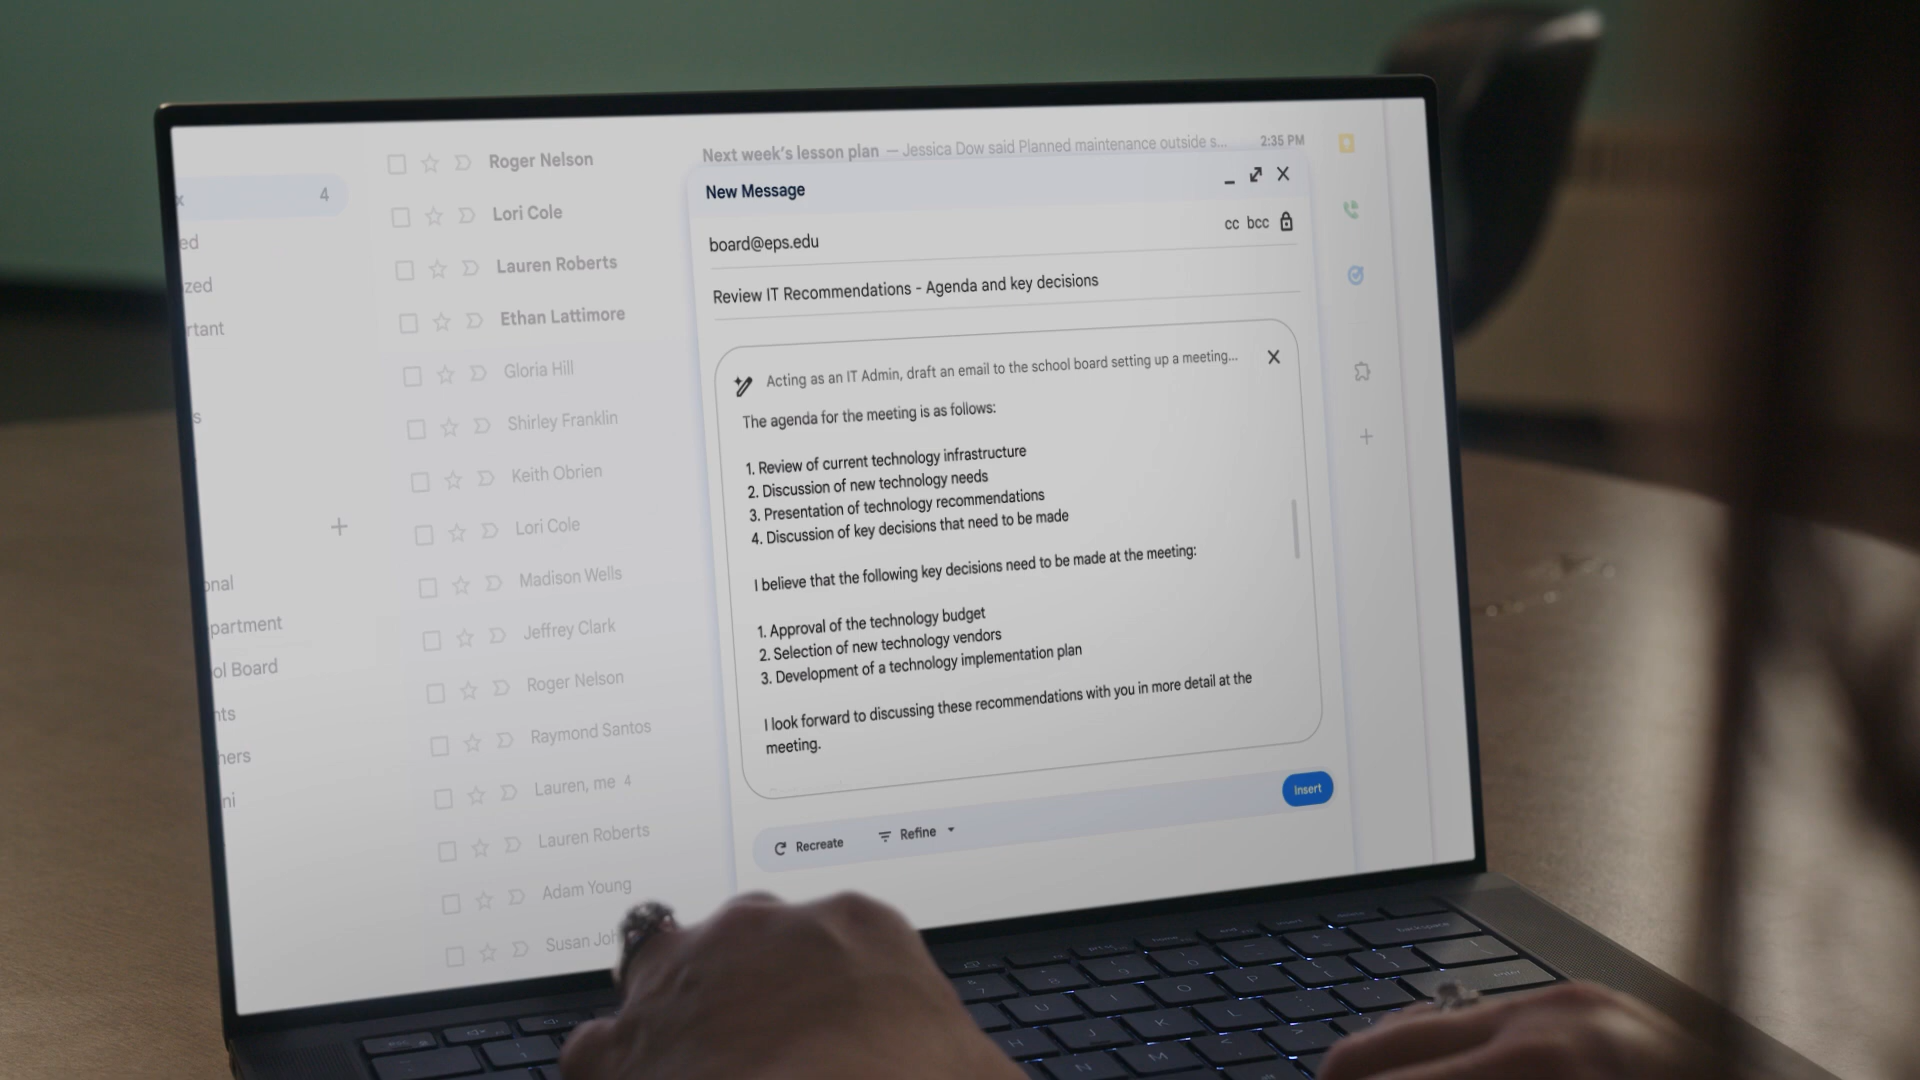 Roger Nelson
Next week's lesson plan — Jessica Dow said Planned maintenance outside s...
2:35 PM
4
Lori Cole
Lauren Roberts
Ethan Lattimore
Gloria Hill
Shirley Franklin
Keith Obrien
Lori Cole
Madison Wells
Jeffrey Clark
Roger Nelson
Raymond Santos
Lauren, me 4
Lauren Roberts
Adam Young
Susan Joh
x
ed
zed
rtant
s
onal
partment
ol Board
nts
hers
ni
New Message
board@eps.edu
cc bcc
Review IT Recommendations - Agenda and key decisions
Acting as an IT Admin, draft an email to the school board setting up a meeting...
The agenda for the meeting is as follows:
1. Review of current technology infrastructure
2. Discussion of new technology needs
3. Presentation of technology recommendations
4. Discussion of key decisions that need to be made
I believe that the following key decisions need to be made at the meeting:
1. Approval of the technology budget
2. Selection of new technology vendors
3. Development of a technology implementation plan
I look forward to discussing these recommendations with you in more detail at the
meeting.
Insert
Recreate
Refine
backspace
enter
esc
U I O P
H J K L
N M